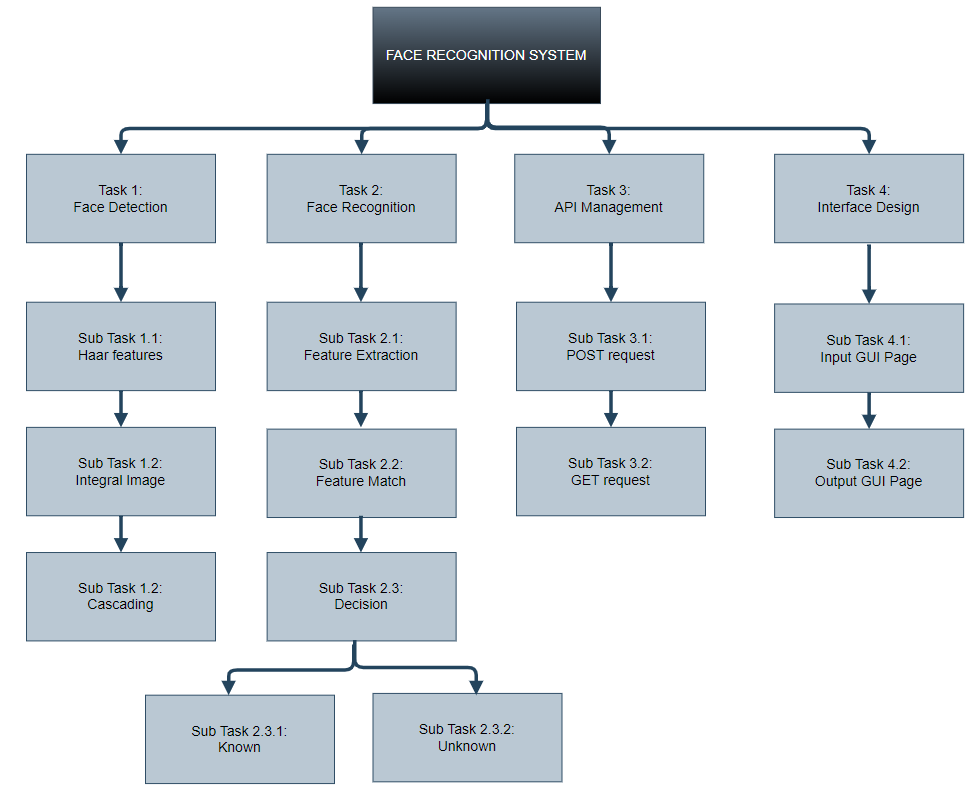 FACE RECOGNITION SYSTEM
Task 1:
Face Detection
Task 2:
Face Recognition
Task 3:
API Management
Task 4:
Interface Design
Sub Task 1.1:
Haar features
Sub Task 2.1:
Feature Extraction
Sub Task 3.1:
POST request
Sub Task 4.1:
Input GUI Page
Sub Task 1.2:
Integral Image
Sub Task 2.2:
Feature Match
Sub Task 3.2:
GET request
Sub Task 4.2:
Output GUI Page
Sub Task 1.2:
Cascading
Sub Task 2.3:
Decision
Sub Task 2.3.1:
Known
Sub Task 2.3.2:
Unknown